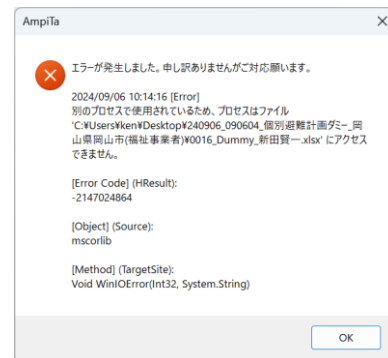 AmpiTa
エラーが発生しました。申し訳ありませんがご対応願います。
2024/09/06 10:14:16 [Error]
別のプロセスで使用されているため、プロセスはファイル
'C:¥Users¥ken¥Desktop¥240906_090604_個別避難計画ダミー_岡
山県岡山市(福祉事業者)¥0016_Dummy_新田賢一.xlsx' にアクセス
できません。
[Error Code] (HResult):
-2147024864
[Object] (Source):
mscorlib
[Method] (TargetSite):
Void WinIOError(Int32, System.String)
OK